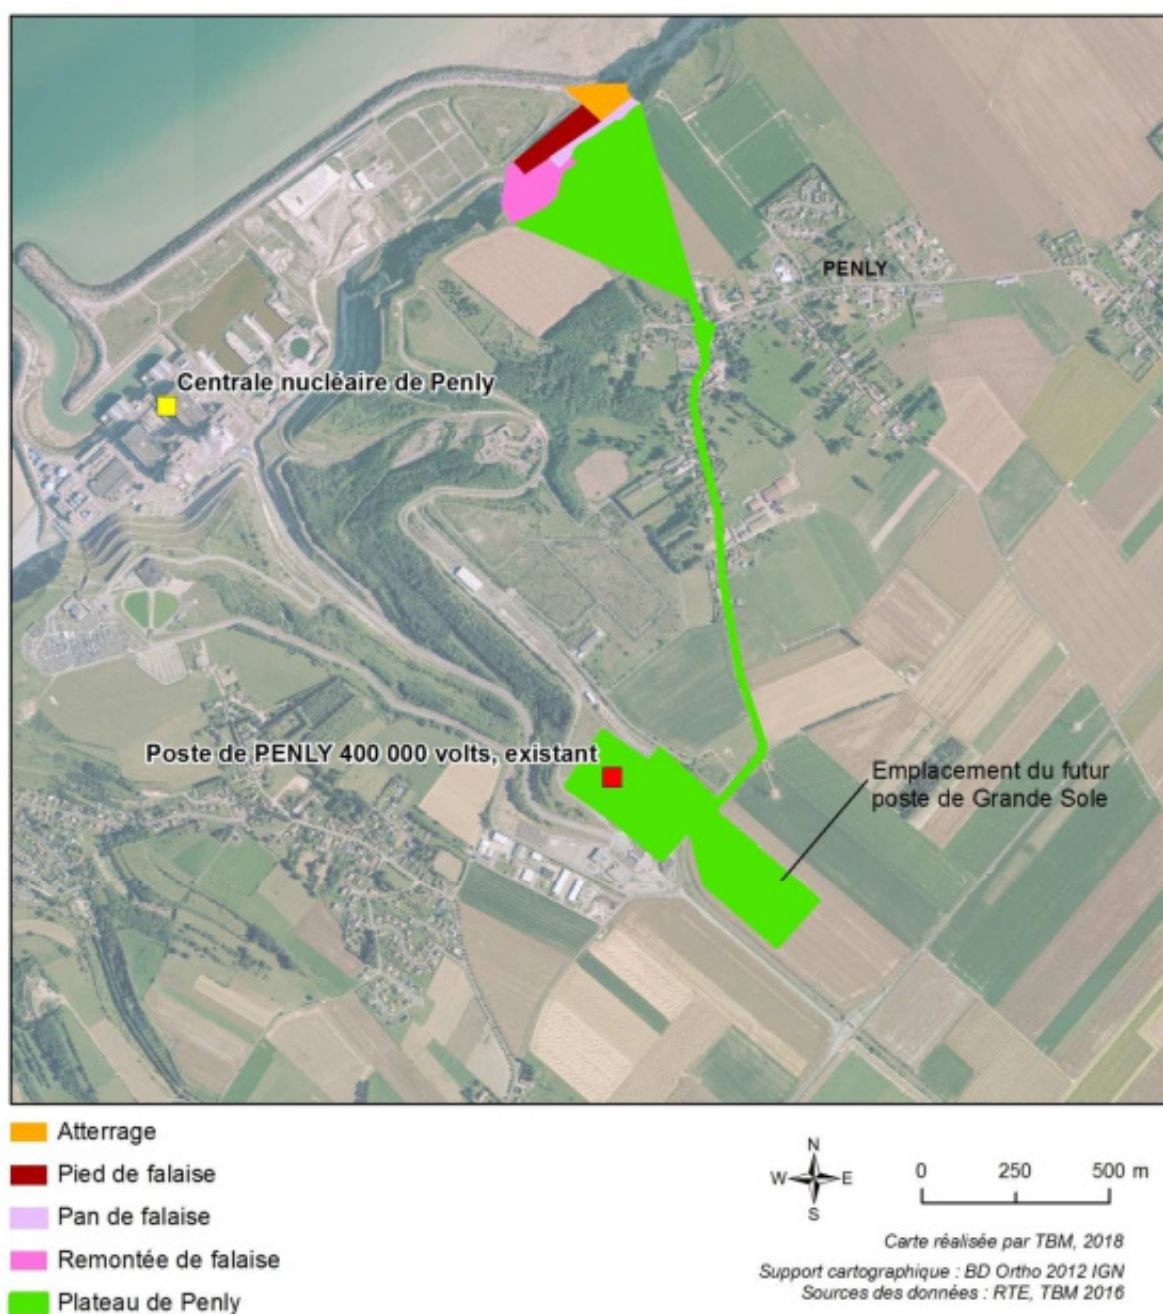 PENLY
Centrale nucléaire de Penly
Poste de PENLY 400 000 volts, existant
Emplacement du futur
poste de Grande Sole
Atterrage
Pied de falaise
Pan de falaise
Remontée de falaise
Plateau de Penly
N
W E
S
0 250 500 m
Carte réalisée par TBM, 2018
Support cartographique : BD Ortho 2012 IGN
Sources des données : RTE, TBM 2016